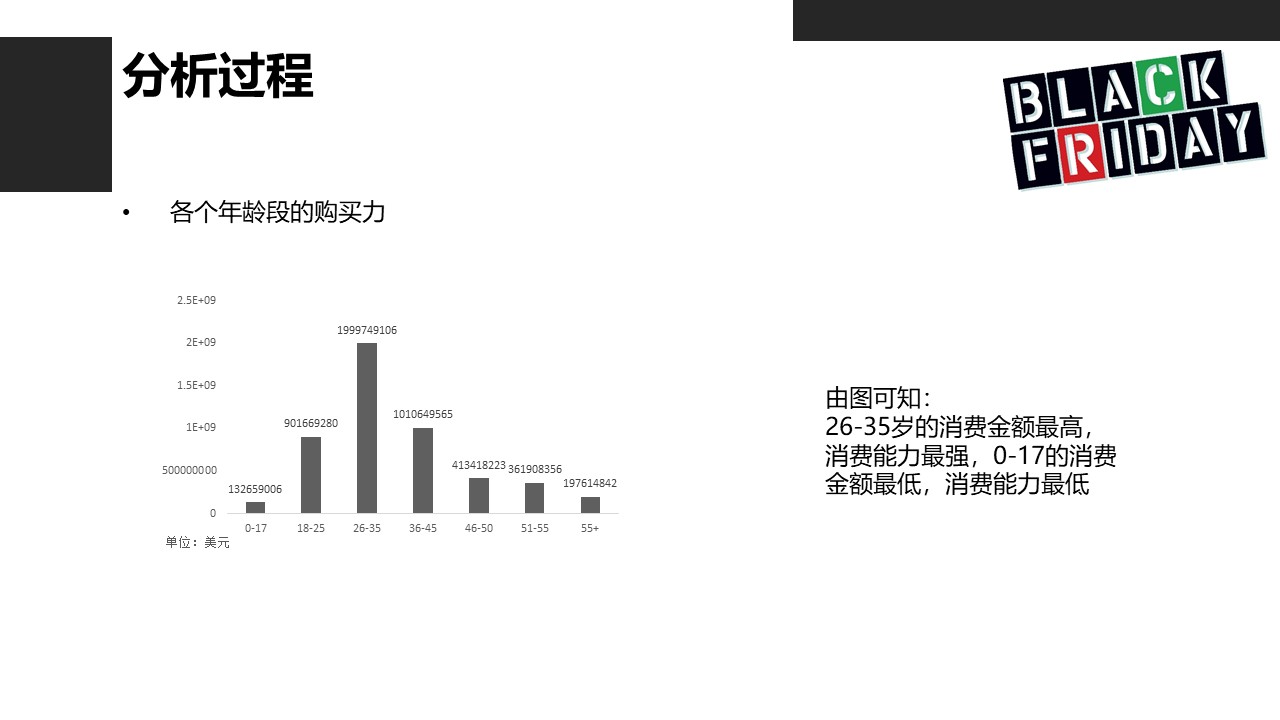 分析过程
BLACK
FRIDAY
• 各个年龄段的购买力
2.5E+09
2E+09
1.5E+09
1E+09
500000000
0
132659006
901669280
1999749106
1010649565
413418223
361908356
197614842
0-17
18-25
26-35
36-45
46-50
51-55
55+
单位：美元
由图可知：
26-35岁的消费金额最高，
消费能力最强，0-17的消费
金额最低，消费能力最低